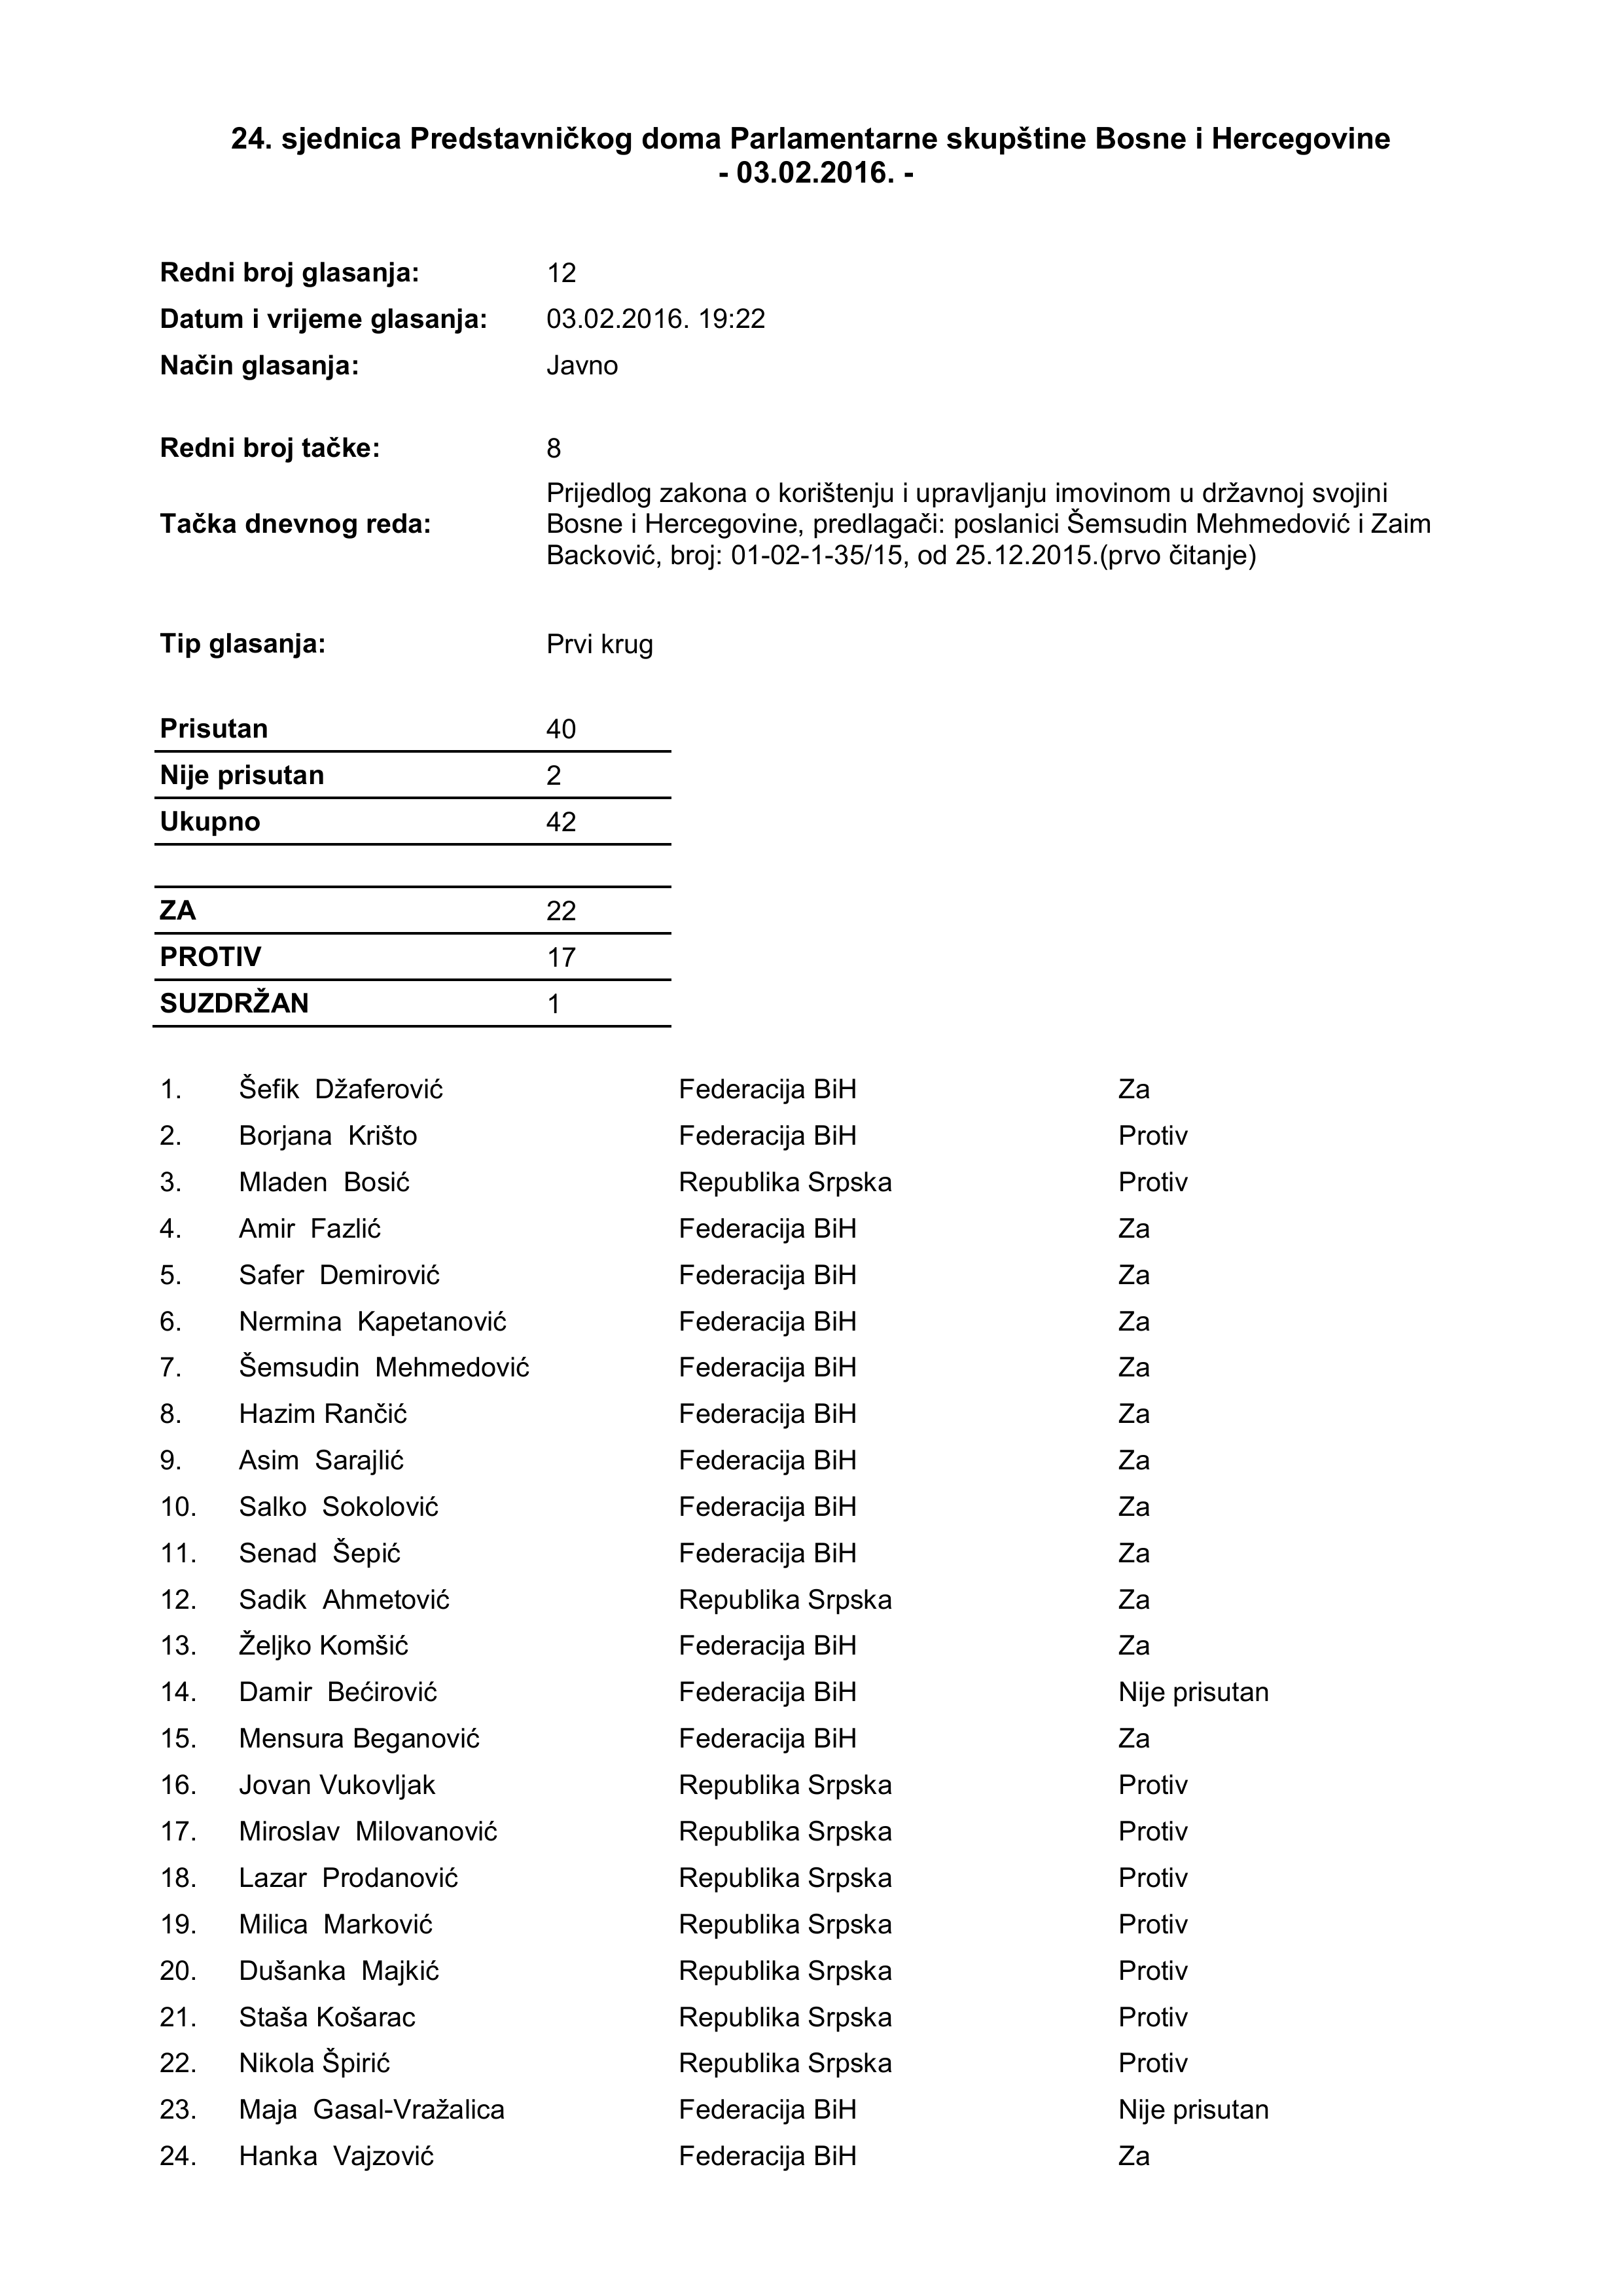 24. sjednica Predstavničkog doma Parlamentarne skupštine Bosne i Hercegovine
- 03.02.2016. -
Redni broj glasanja: 12
Datum i vrijeme glasanja: 03.02.2016. 19:22
Način glasanja: Javno
Redni broj tačke: 8
Tačka dnevnog reda: Prijedlog zakona o korištenju i upravljanju imovinom u državnoj svojini
Bosne i Hercegovine, predlagači: poslanici Šemsudin Mehmedović i Zaim
Backović, broj: 01-02-1-35/15, od 25.12.2015.(prvo čitanje)
Tip glasanja: Prvi krug
Prisutan 40
Nije prisutan 2
Ukupno 42
ZA 22
PROTIV 17
SUZDRŽAN 1
1. Šefik Džaferović Federacija BiH Za
2. Borjana Krišto Federacija BiH Protiv
3. Mladen Bosić Republika Srpska Protiv
4. Amir Fazlić Federacija BiH Za
5. Safer Demirović Federacija BiH Za
6. Nermina Kapetanović Federacija BiH Za
7. Šemsudin Mehmedović Federacija BiH Za
8. Hazim Rančić Federacija BiH Za
9. Asim Sarajlić Federacija BiH Za
10. Salko Sokolović Federacija BiH Za
11. Senad Šepić Federacija BiH Za
12. Sadik Ahmetović Republika Srpska Za
13. Željko Komšić Federacija BiH Za
14. Damir Bećirović Federacija BiH Nije prisutan
15. Mensura Beganović Federacija BiH Za
16. Jovan Vukovljak Republika Srpska Protiv
17. Miroslav Milovanović Republika Srpska Protiv
18. Lazar Prodanović Republika Srpska Protiv
19. Milica Marković Republika Srpska Protiv
20. Dušanka Majkić Republika Srpska Protiv
21. Staša Košarac Republika Srpska Protiv
22. Nikola Špirić Republika Srpska Protiv
23. Maja Gasal-Vražalica Federacija BiH Nije prisutan
24. Hanka Vajzović Federacija BiH Za